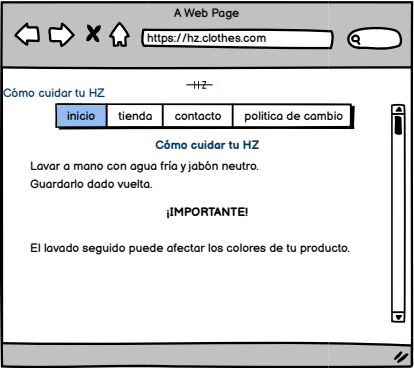 A Web Page
https://hz.clothes.com
HZ
Cómo cuidar tu HZ
inicio tienda contacto politica de cambio
Cómo cuidar tu HZ
Lavar a mano con agua fría y jabón neutro.
Guardarlo dado vuelta.
¡IMPORTANTE!
El lavado seguido puede afectar los colores de tu producto.